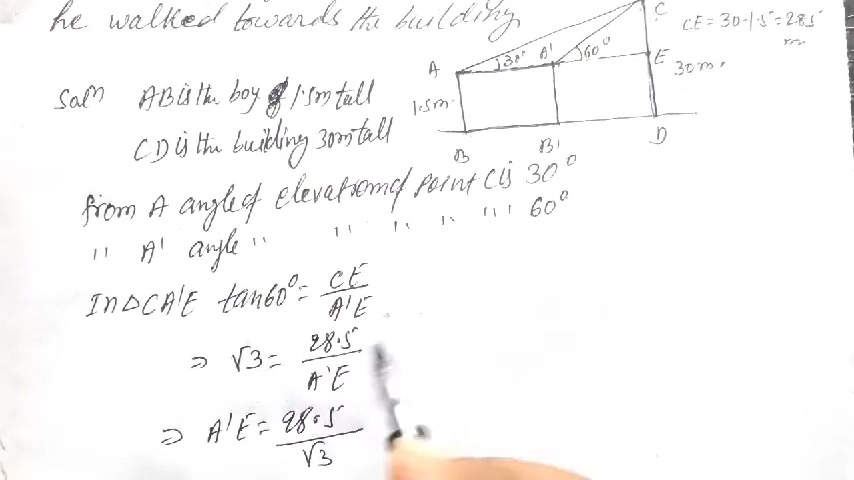 he walked towards the building
C
CE = 30-1.5 = 28.5 m
A 30° A' 60° E
30m.
1.5m.
B B' D
Soln AB is the boy of 1.5m tall
CD is the building 30m tall
from A angle of elevation of point C is 30°
" A' angle " " " " " " 60°
In △CA'E tan60° = CE/A'E
⇒ √3 = 28.5/A'E
⇒ A'E = 28.5/√3